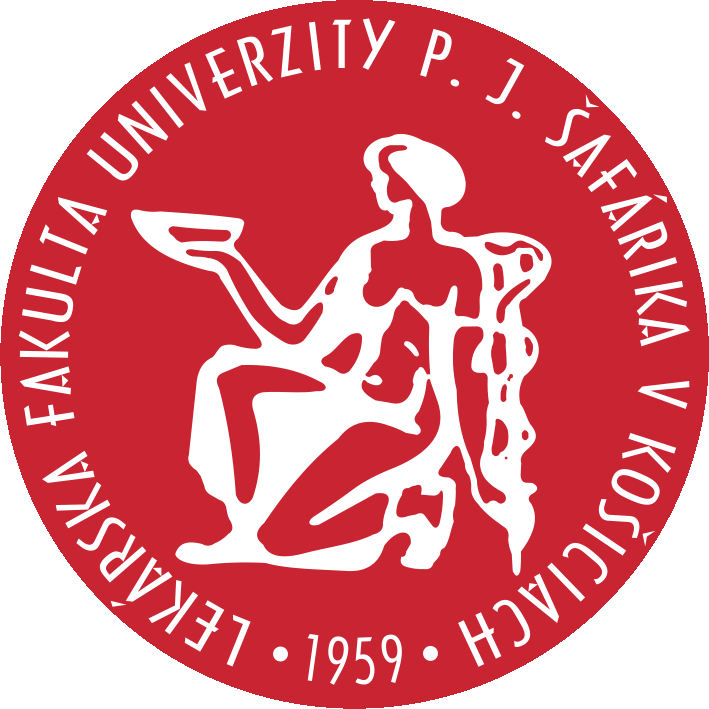 LEKÁRSKA FAKULTA UNIVERZITY P. J. ŠAFÁRIKA V KOŠICIACH
• 1959 •